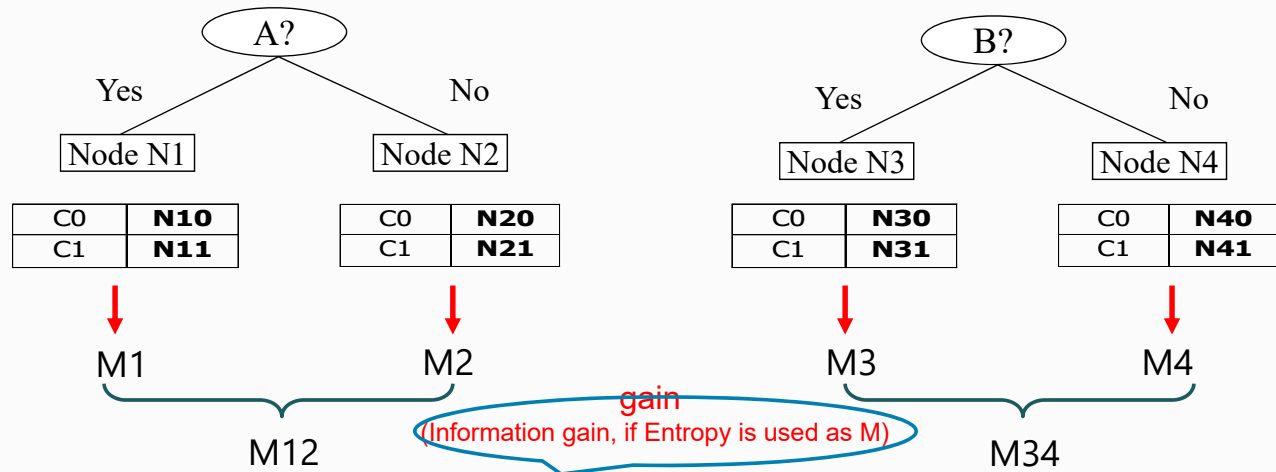 A?
B?
Yes
No
Yes
No
Node N1
Node N2
Node N3
Node N4
C0 N10
C1 N11
C0 N20
C1 N21
C0 N30
C1 N31
C0 N40
C1 N41
M1
M2
M3
M4
gain
(Information gain, if Entropy is used as M)
M12
M34